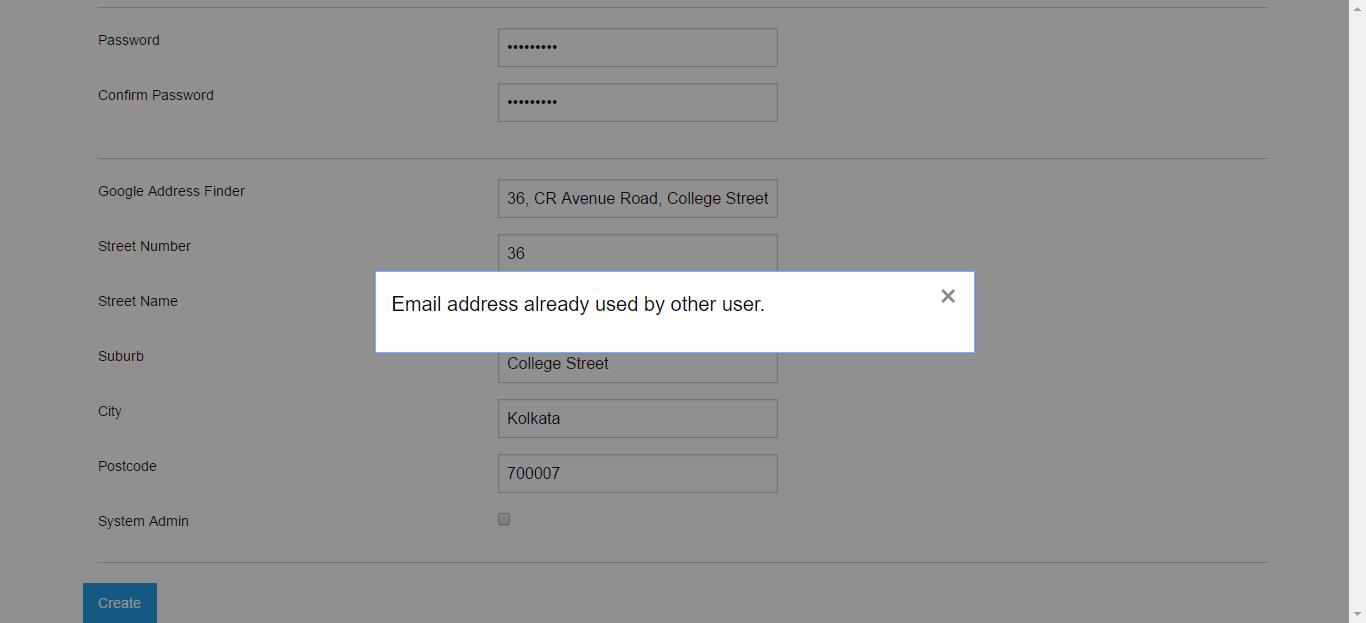 Password
•••••••••
Confirm Password
•••••••••
Google Address Finder
36, CR Avenue Road, College Street
Street Number
36
Street Name
Email address already used by other user.
×
Suburb
College Street
City
Kolkata
Postcode
700007
System Admin
Create